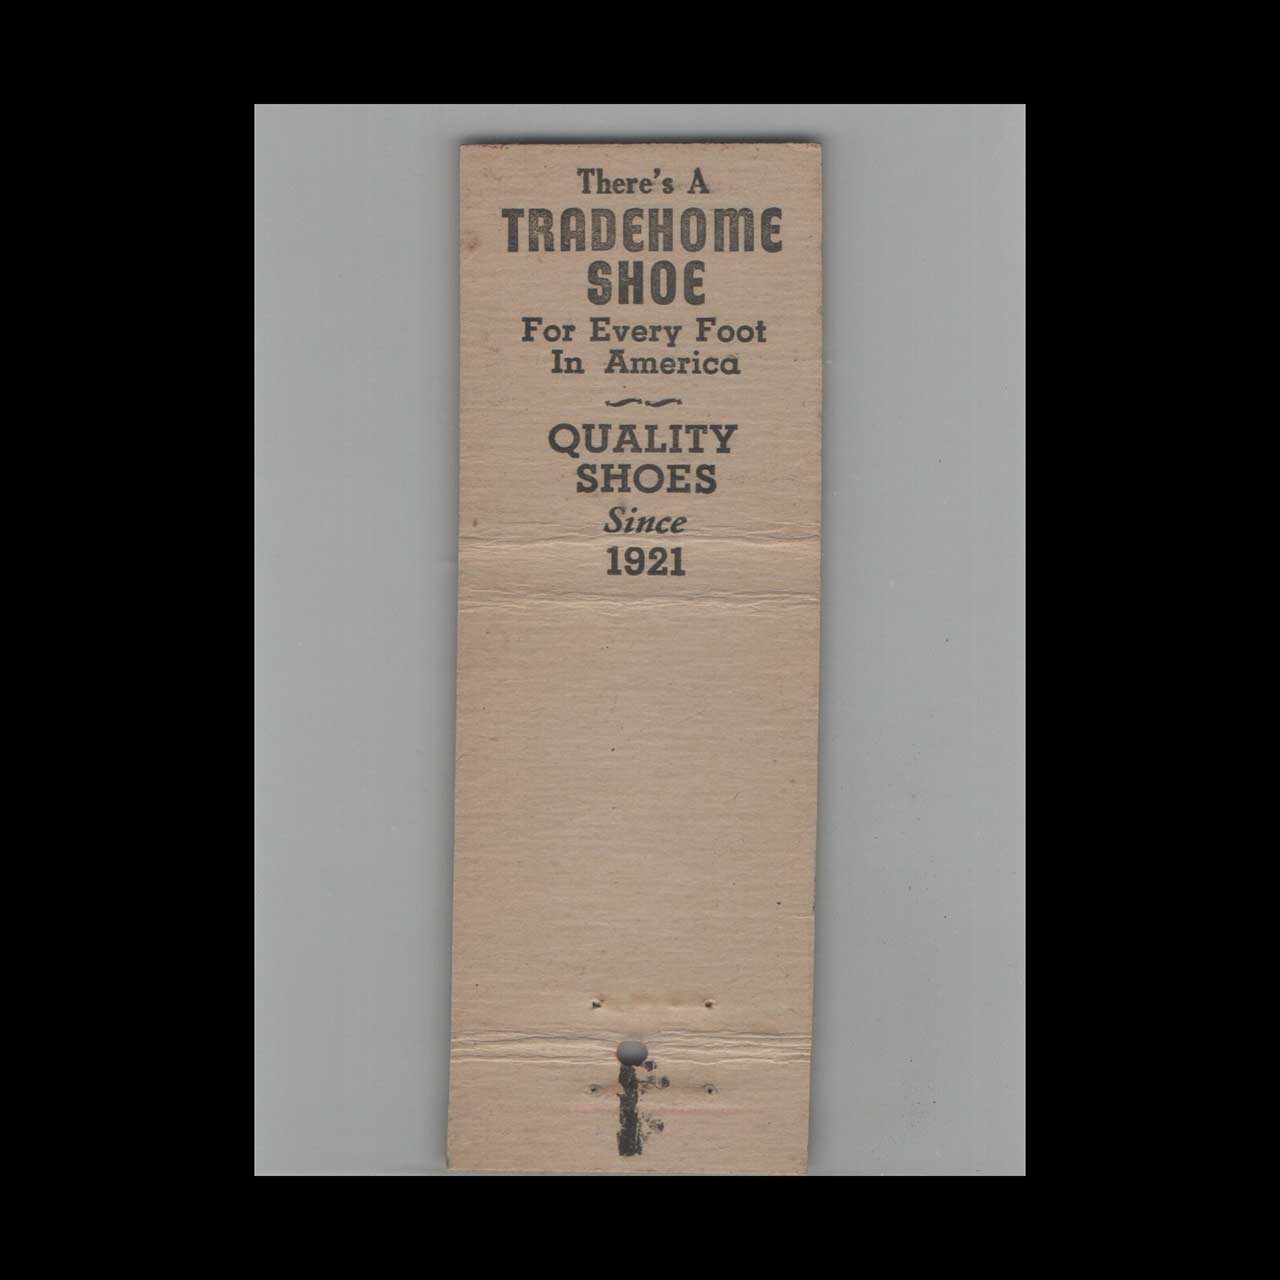 There's A
TRADEHOME
SHOE
For Every Foot
In America
QUALITY
SHOES
Since
1921